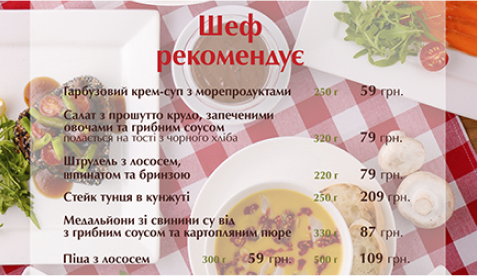 Шеф
рекомендує
Гарбузовий крем-суп з морепродуктами 250 г 59 грн.
Салат з прошутто крудо, запеченими
овочами та грибним соусом
подається на тості з чорного хліба 320 г 79 грн.
Штрудель з лососем,
шпинатом та бринзою 220 г 79 грн.
Стейк тунця в кунжуті 250 г 209 грн.
Медальйони зі свинини су від
з грибним соусом та картопляним пюре 330 г 87 грн.
Піца з лососем 300 г 59 грн. 500 г 109 грн.